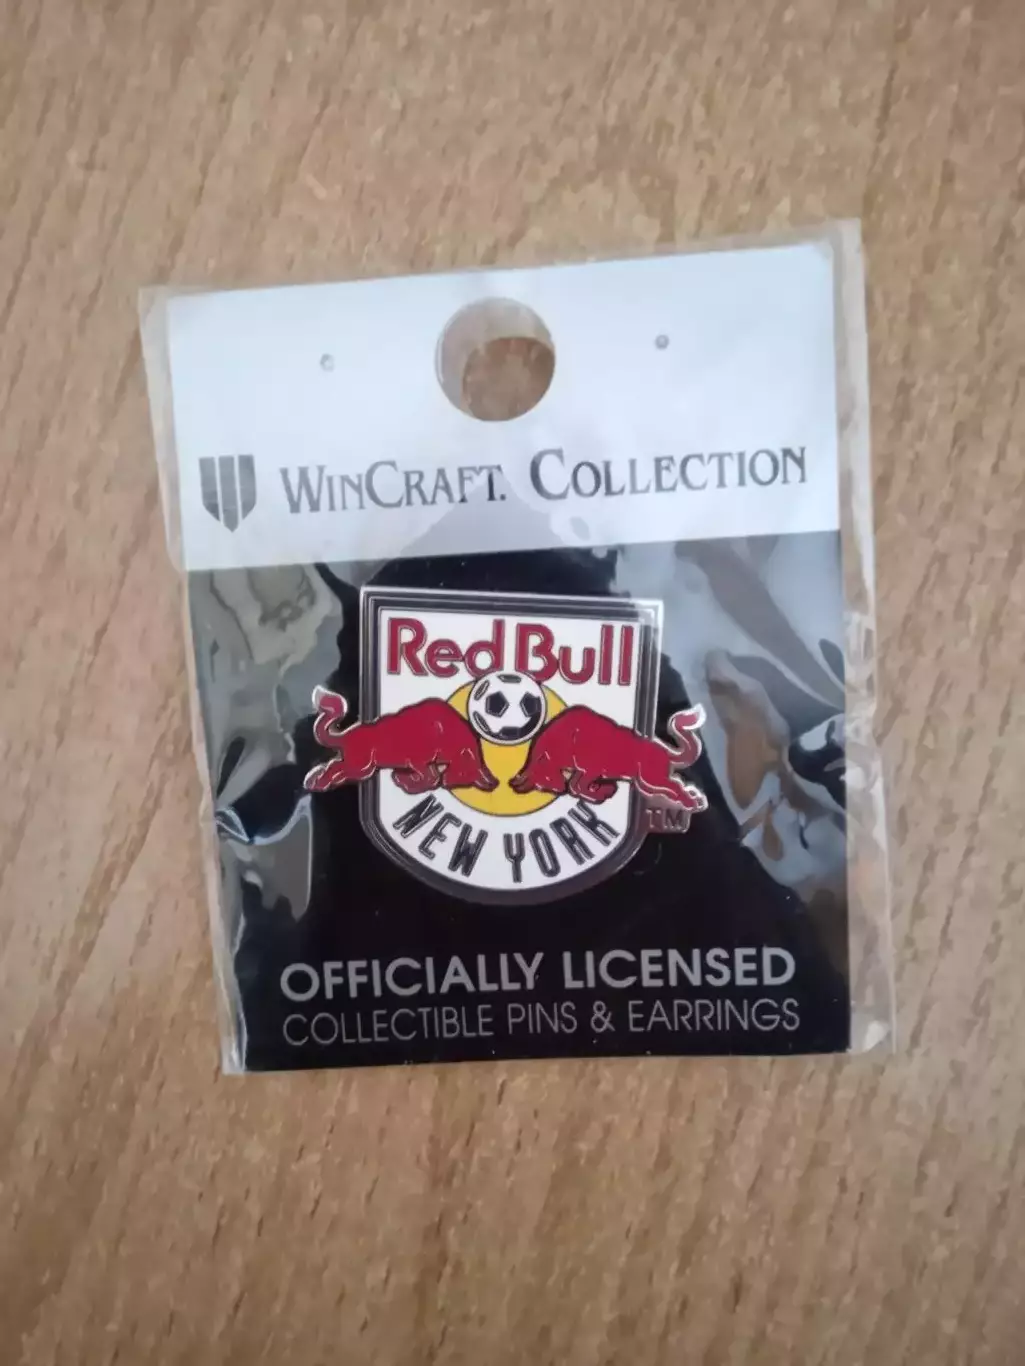 WINCRAFT. COLLECTION
Red Bull
NEW YORK
TM
OFFICIALLY LICENSED
COLLECTIBLE PINS & EARRINGS